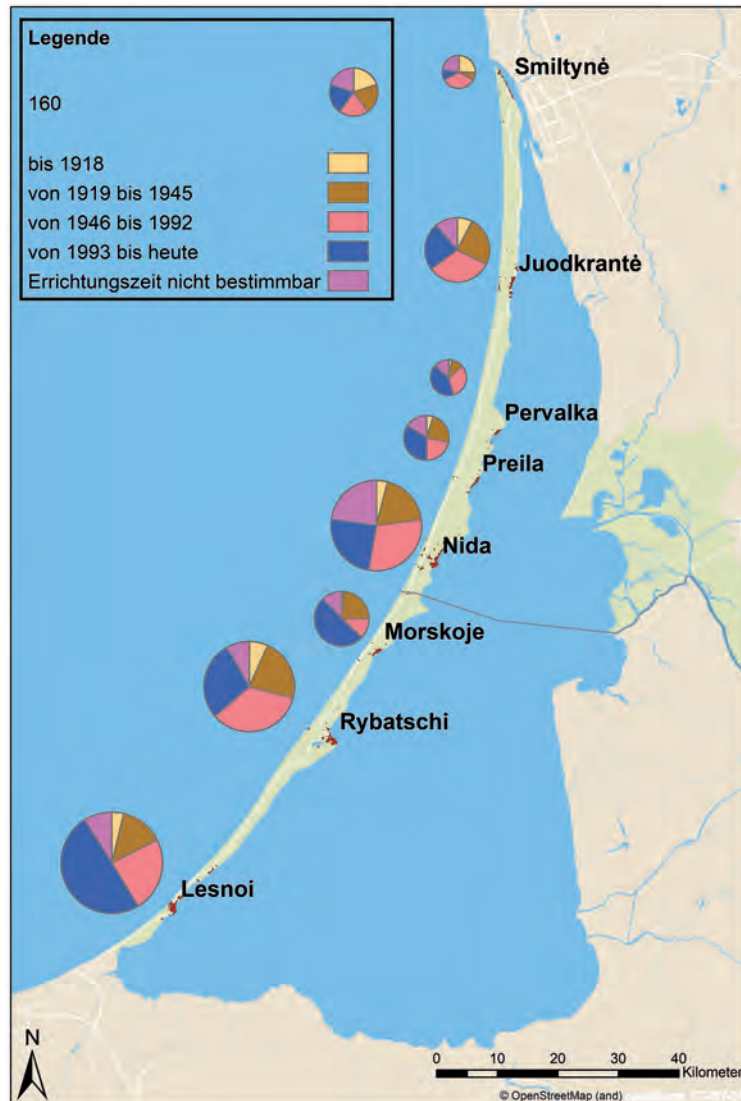 Legende
160
bis 1918
von 1919 bis 1945
von 1946 bis 1992
von 1993 bis heute
Errichtungszeit nicht bestimmbar
Smiltynė
Juodkrantė
Pervalka
Preila
Nida
Morskoje
Rybatschi
Lesnoi
N
0 10 20 30 40
Kilometer
© OpenStreetMap (and)